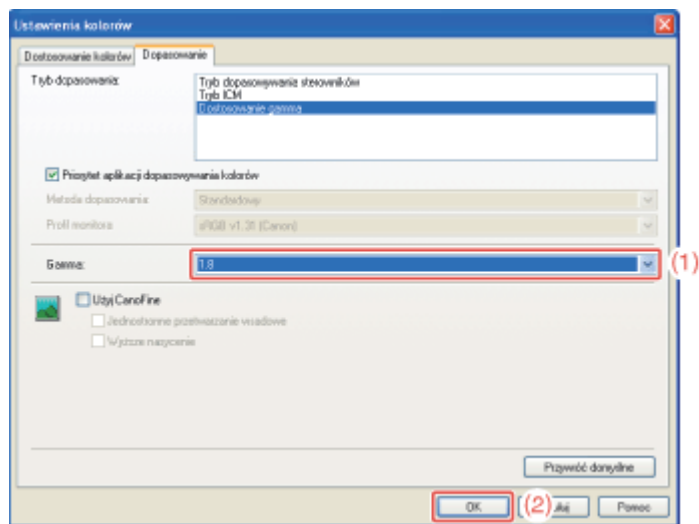 Ustawienia kolorów
Dostosowanie kolorów Dopasowanie
Tryb dopasowania:
Tryb dopasowywania sterowników
Tryb ICM
Dostosowanie gamma
Priorytet aplikacji dopasowywania kolorów
Metoda dopasowania: Standardowy
Profil monitora: sRGB v1.31 (Canon)
Gamma: 1.8 (1)
Użyj CanoFine
Jednostronne przetwarzanie wsadowe
Wyższe nasycenie
Przywróć domyślne
OK (2) Pomoc